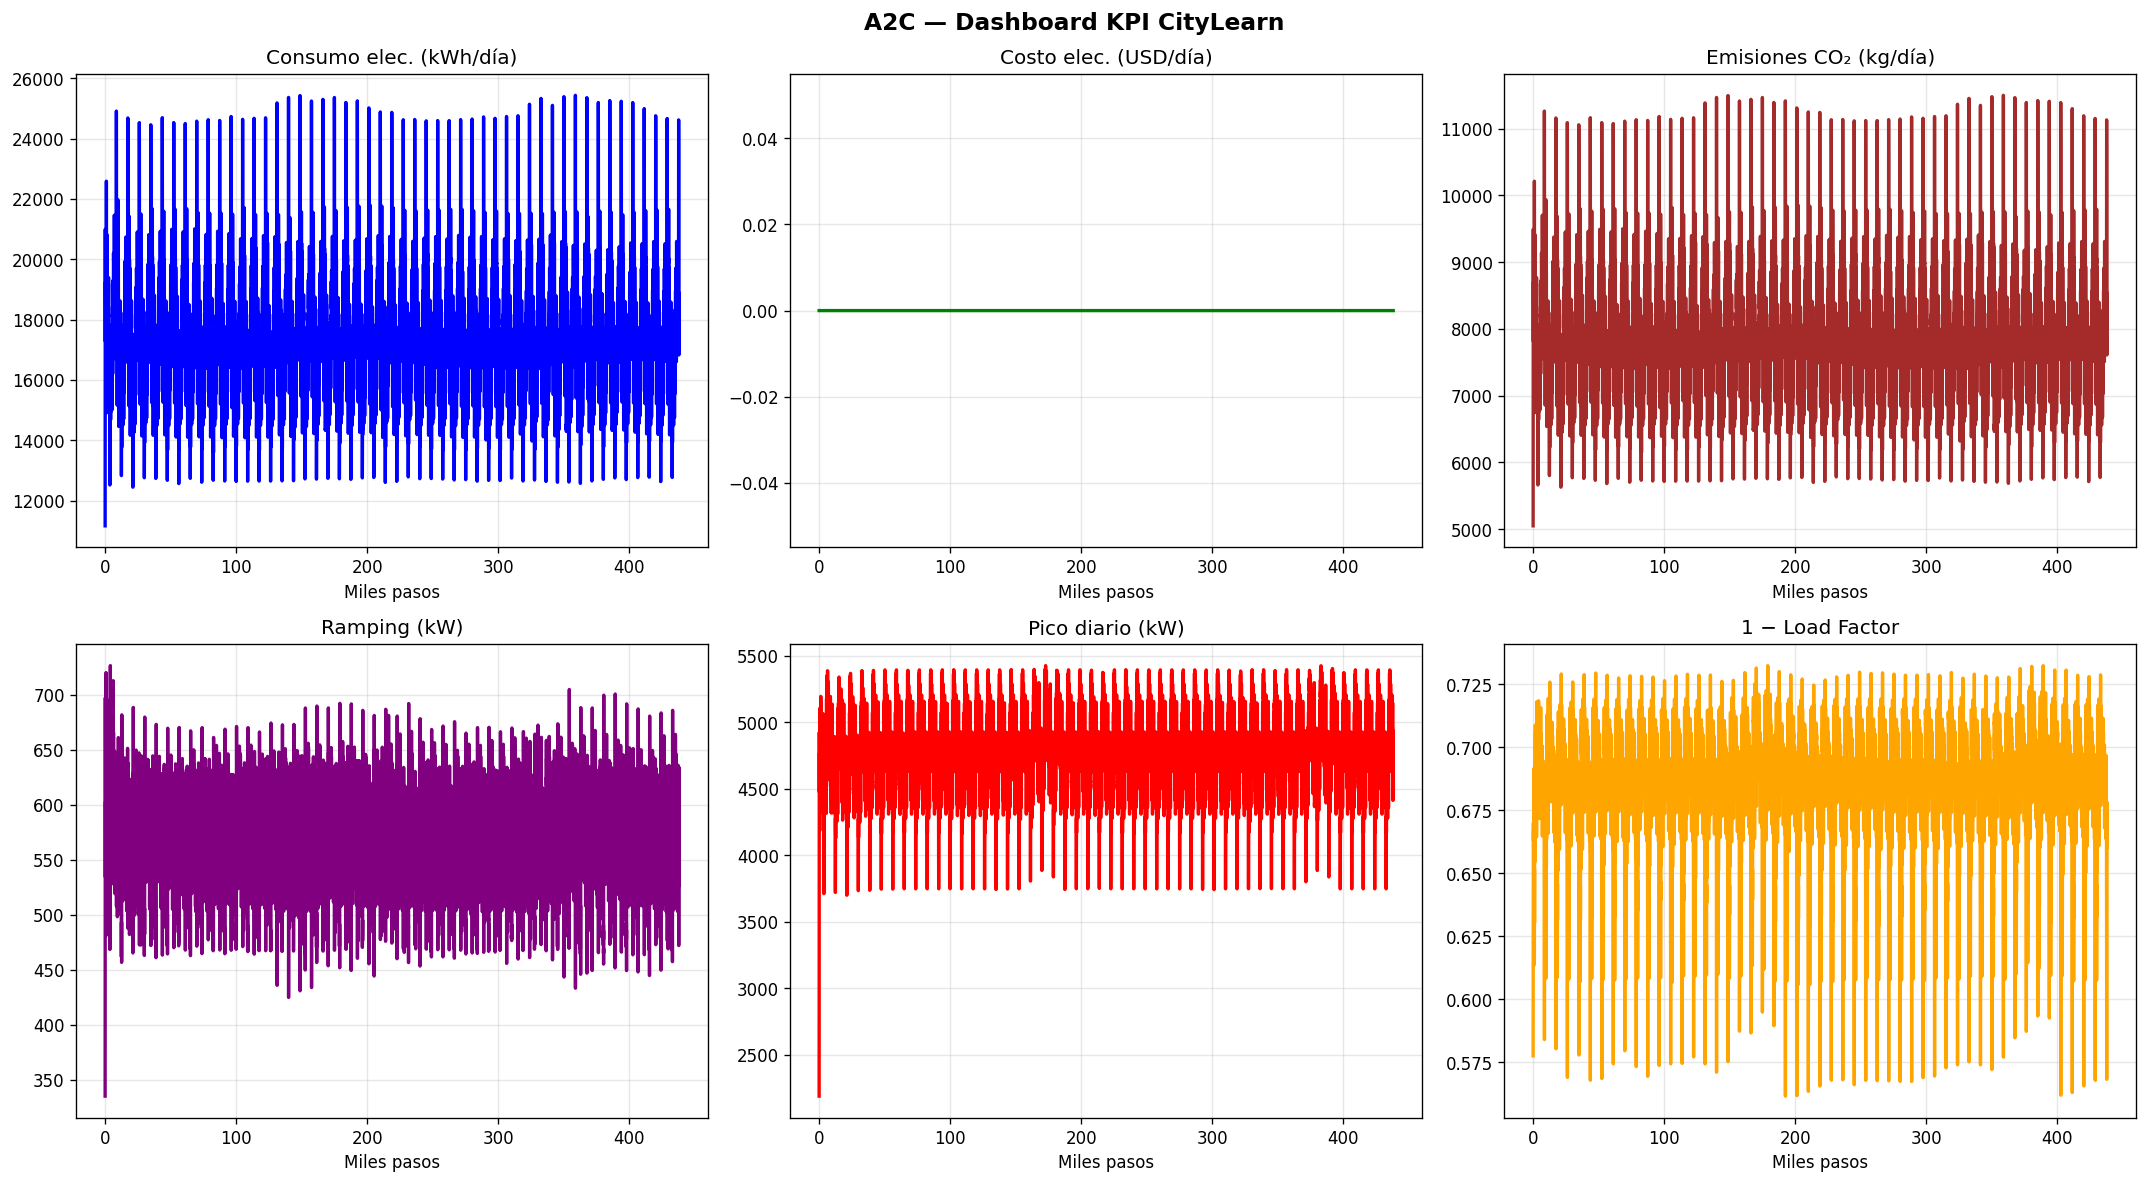 A2C — Dashboard KPI CityLearn
Consumo elec. (kWh/día)
26000
24000
22000
20000
18000
16000
14000
12000
0 100 200 300 400
Miles pasos
Costo elec. (USD/día)
0.04
0.02
0.00
−0.02
−0.04
0 100 200 300 400
Miles pasos
Emisiones CO₂ (kg/día)
11000
10000
9000
8000
7000
6000
5000
0 100 200 300 400
Miles pasos
Ramping (kW)
700
650
600
550
500
450
400
350
0 100 200 300 400
Miles pasos
Pico diario (kW)
5500
5000
4500
4000
3500
3000
2500
0 100 200 300 400
Miles pasos
1 − Load Factor
0.725
0.700
0.675
0.650
0.625
0.600
0.575
0 100 200 300 400
Miles pasos